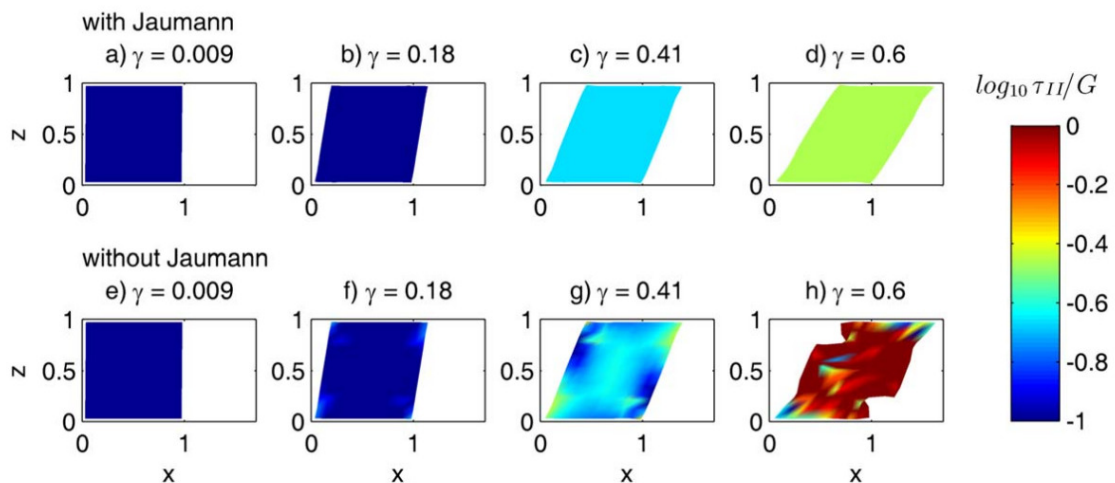 with Jaumann
a) γ = 0.009
b) γ = 0.18
c) γ = 0.41
d) γ = 0.6
log₁₀ τII/G
1
0.5
0
z
0 1
1
0.5
0
0 1
1
0.5
0
0 1
1
0.5
0
0 1
without Jaumann
e) γ = 0.009
f) γ = 0.18
g) γ = 0.41
h) γ = 0.6
1
0.5
0
z
0 1
x
1
0.5
0
0 1
x
1
0.5
0
0 1
x
1
0.5
0
0 1
x
0
-0.2
-0.4
-0.6
-0.8
-1